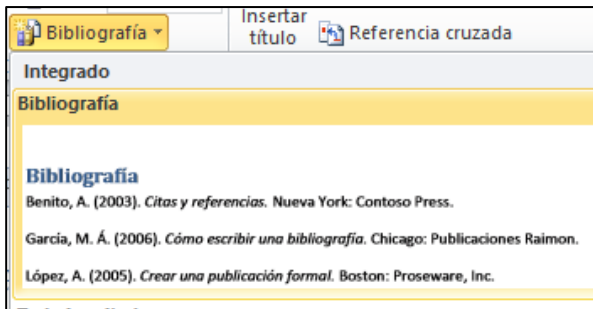 Insertar
Bibliografía título Referencia cruzada
Integrado
Bibliografía
Bibliografía
Benito, A. (2003). Citas y referencias. Nueva York: Contoso Press.
García, M. Á. (2006). Cómo escribir una bibliografía. Chicago: Publicaciones Raimon.
López, A. (2005). Crear una publicación formal. Boston: Proseware, Inc.